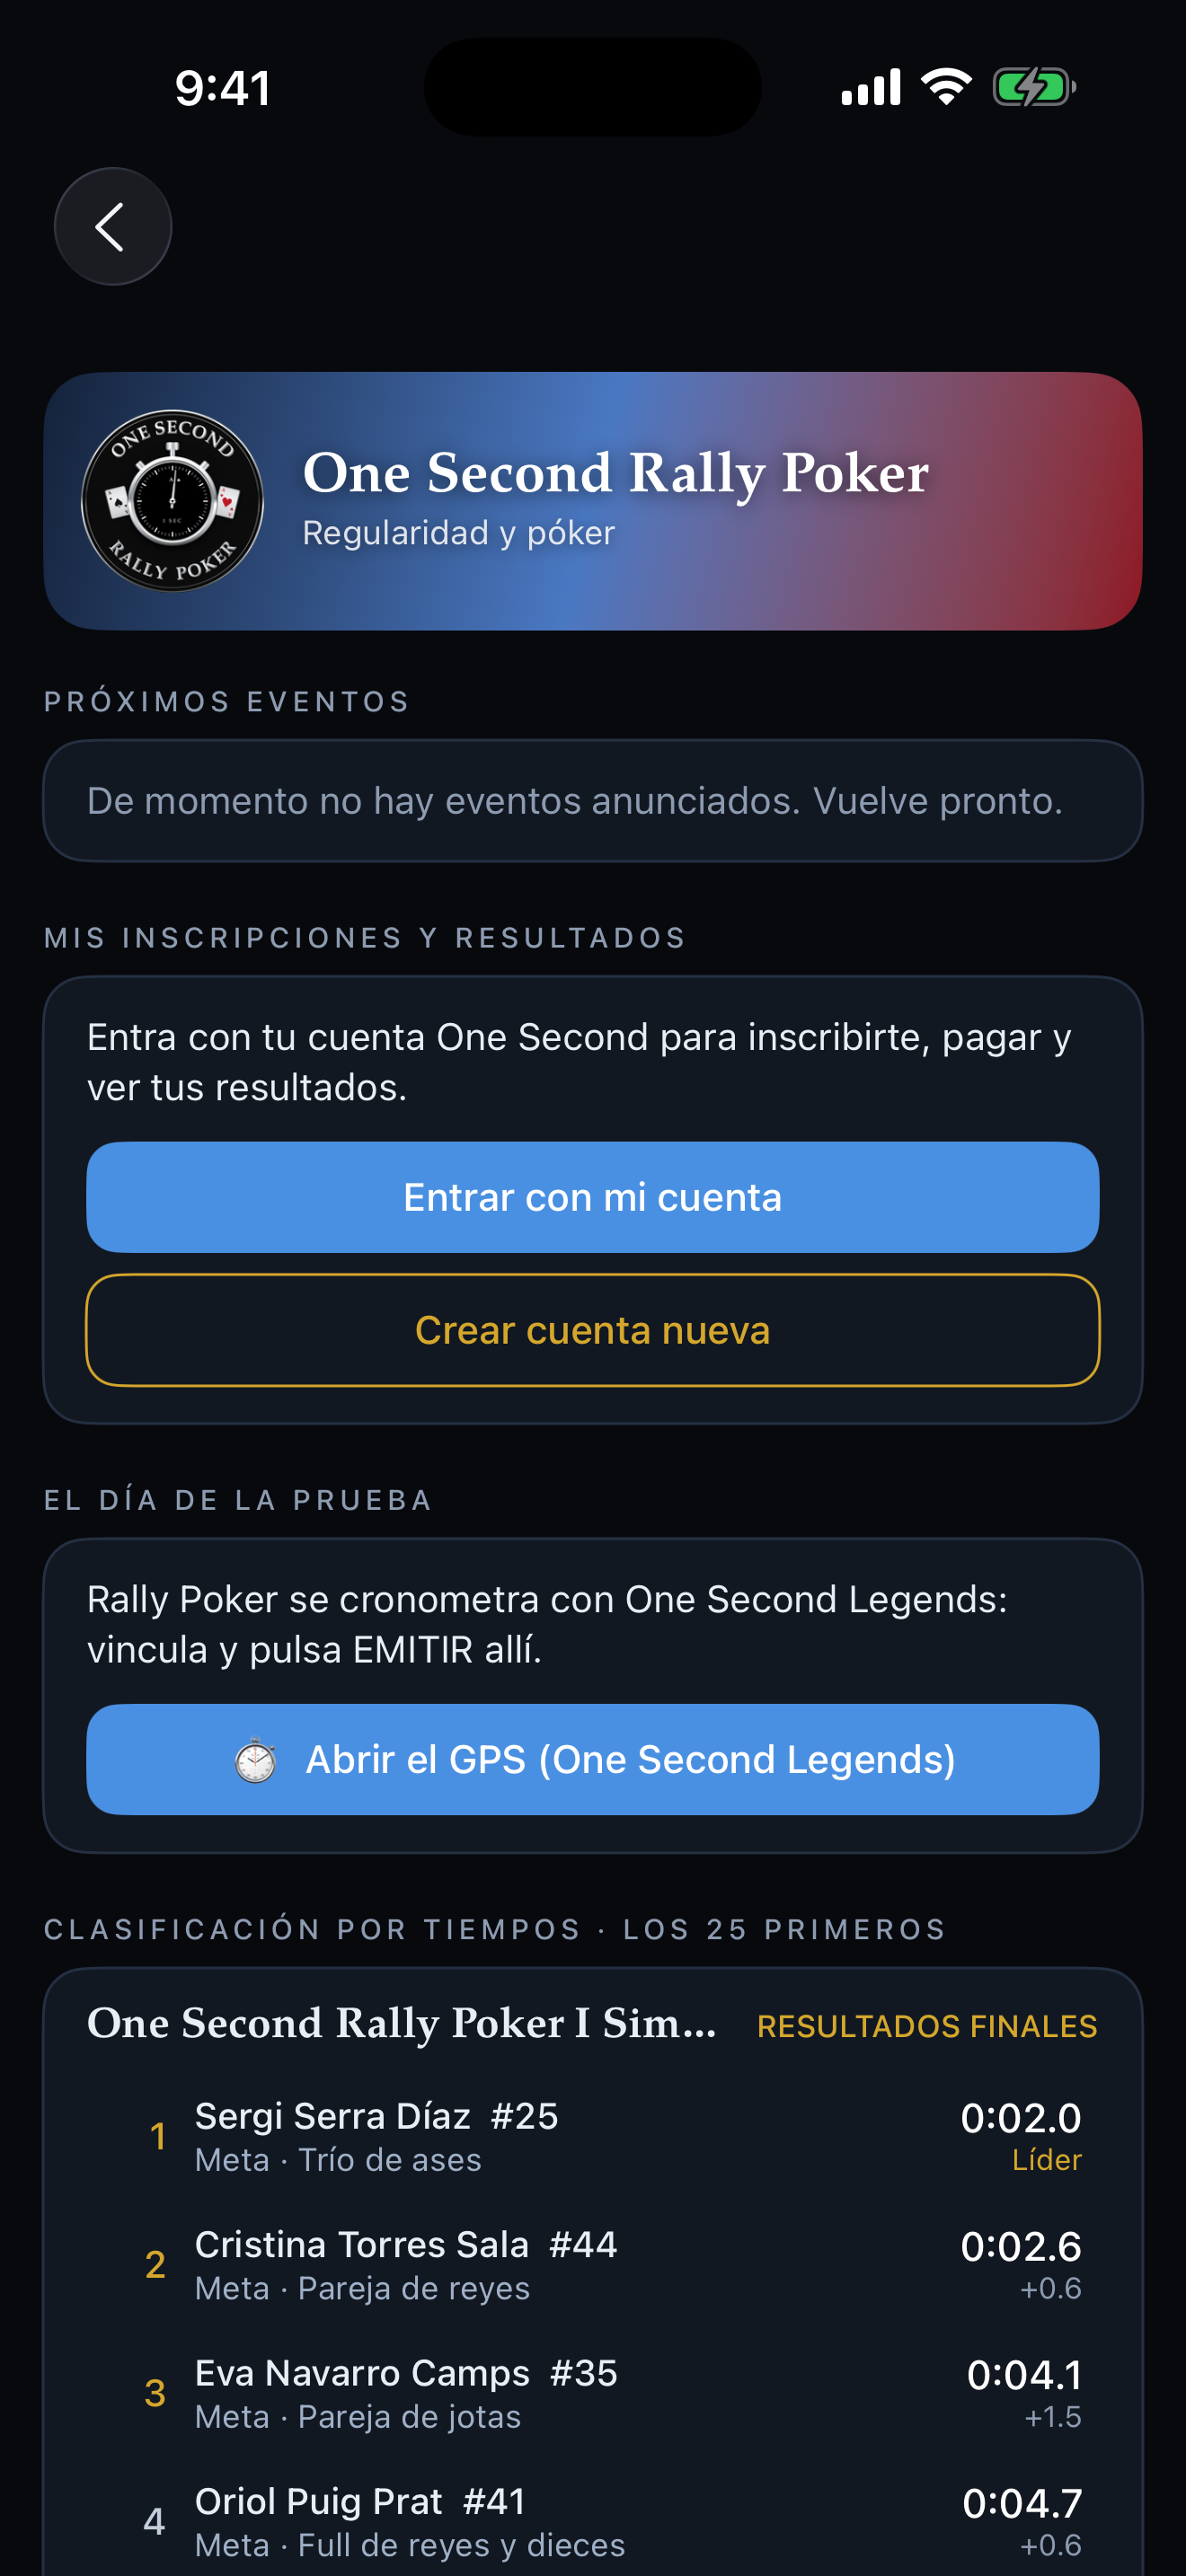 9:41
ONE SECOND
1 SEC
RALLY POKER
One Second Rally Poker
Regularidad y póker
PRÓXIMOS EVENTOS
De momento no hay eventos anunciados. Vuelve pronto.
MIS INSCRIPCIONES Y RESULTADOS
Entra con tu cuenta One Second para inscribirte, pagar y
ver tus resultados.
Entrar con mi cuenta
Crear cuenta nueva
EL DÍA DE LA PRUEBA
Rally Poker se cronometra con One Second Legends:
vincula y pulsa EMITIR allí.
Abrir el GPS (One Second Legends)
CLASIFICACIÓN POR TIEMPOS · LOS 25 PRIMEROS
One Second Rally Poker I Sim... RESULTADOS FINALES
1 Sergi Serra Díaz #25 0:02.0
Meta · Trío de ases Líder
2 Cristina Torres Sala #44 0:02.6
Meta · Pareja de reyes +0.6
3 Eva Navarro Camps #35 0:04.1
Meta · Pareja de jotas +1.5
4 Oriol Puig Prat #41 0:04.7
Meta · Full de reyes y dieces +0.6